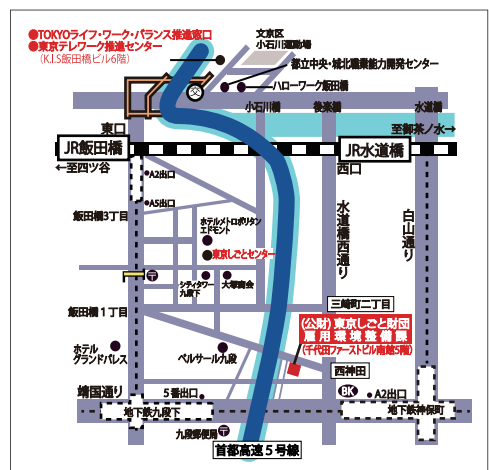 ●TOKYOライフ・ワーク・バランス推進窓口
●東京テレワーク推進センター
(K.I.S飯田橋ビル6階)
文京区
小石川運動場
都立中央・城北職業能力開発センター
ハローワーク飯田橋
交
小石川橋
後楽橋
水道橋
東口
至御茶ノ水→
JR飯田橋
JR水道橋
←至四ツ谷
西口
A2出口
A5出口
飯田橋3丁目
ホテルメトロポリタン
エドモント
東京しごとセンター
水道橋西通り
白山通り
〒
シティタワー
九段下
大塚商会
飯田橋1丁目
三崎町二丁目
(公財)東京しごと財団
雇用環境整備課
(千代田ファーストビル南館5階)
ホテル
グランドパレス
ベルサール九段
西神田
靖国通り
5番出口
BK
A2出口
地下鉄九段下
地下鉄神保町
九段郵便局
〒
首都高速5号線